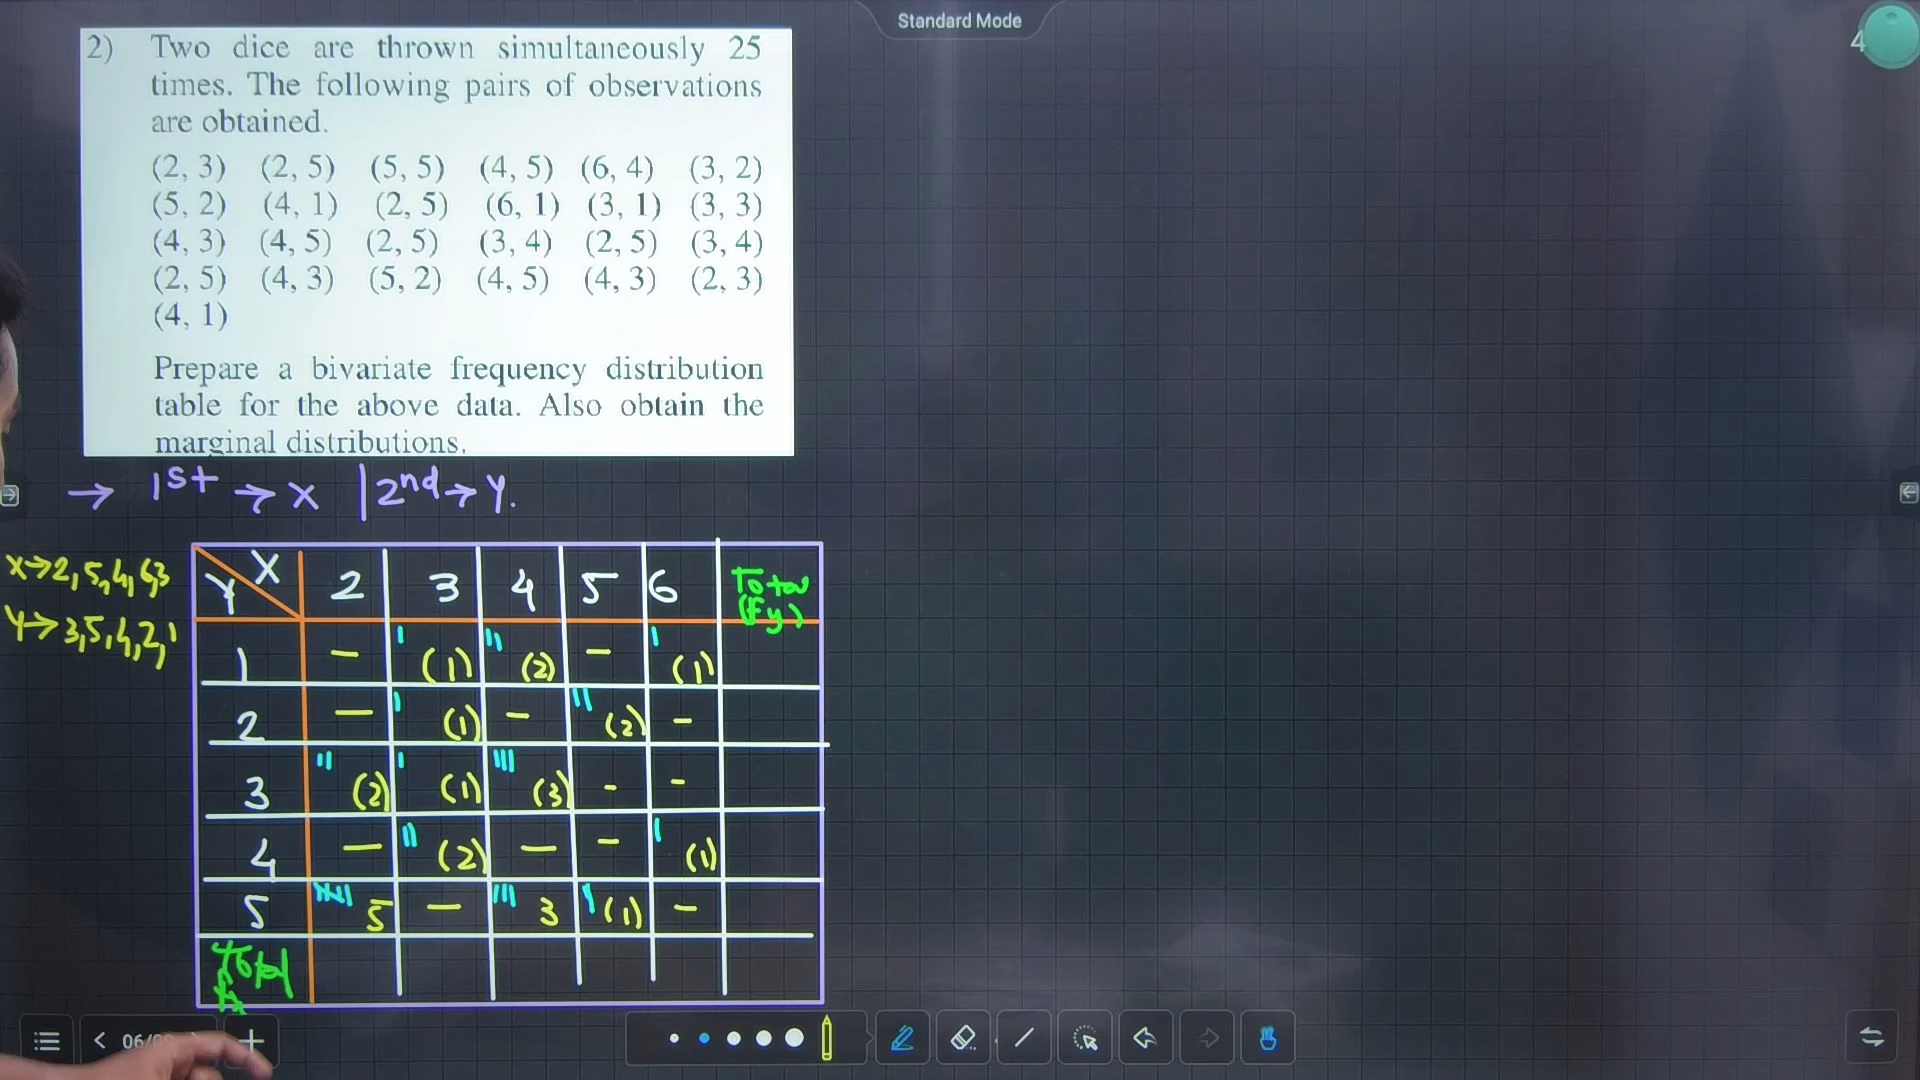 Standard Mode
4
2) Two dice are thrown simultaneously 25
times. The following pairs of observations
are obtained.
(2, 3) (2, 5) (5, 5) (4, 5) (6, 4) (3, 2)
(5, 2) (4, 1) (2, 5) (6, 1) (3, 1) (3, 3)
(4, 3) (4, 5) (2, 5) (3, 4) (2, 5) (3, 4)
(2, 5) (4, 3) (5, 2) (4, 5) (4, 3) (2, 3)
(4, 1)
Prepare a bivariate frequency distribution
table for the above data. Also obtain the
marginal distributions.
→ 1st → X | 2nd → Y.
X→2,5,4,6,3
Y→3,5,4,2,1
Y X 2 3 4 5 6 Total (Fy)
1 – (1) (2) – (1)
2 – (1) – (2) –
3 (2) (1) (3) - -
4 – (2) – – (1)
5 5 – 3 (1) –
Total
06/